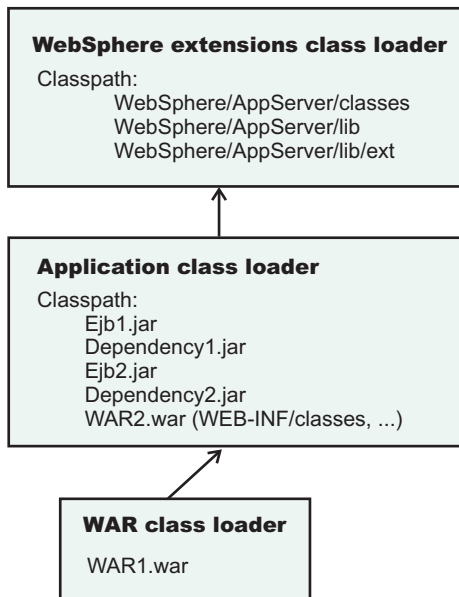 WebSphere extensions class loader
Classpath:
WebSphere/AppServer/classes
WebSphere/AppServer/lib
WebSphere/AppServer/lib/ext
Application class loader
Classpath:
Ejb1.jar
Dependency1.jar
Ejb2.jar
Dependency2.jar
WAR2.war (WEB-INF/classes, ...)
WAR class loader
WAR1.war